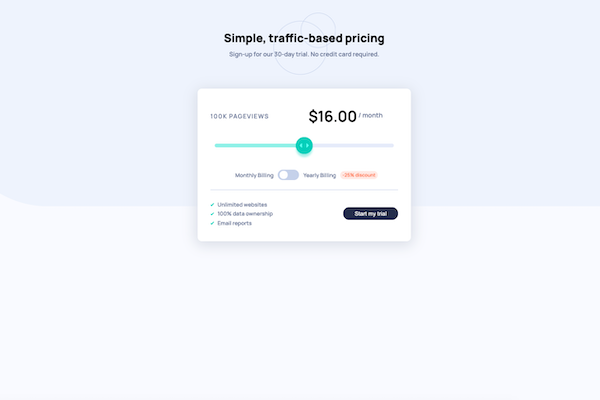 Simple, traffic-based pricing
Sign-up for our 30-day trial. No credit card required.
100K PAGEVIEWS
$16.00 / month
Monthly Billing Yearly Billing -25% discount
Unlimited websites
100% data ownership
Email reports
Start my trial